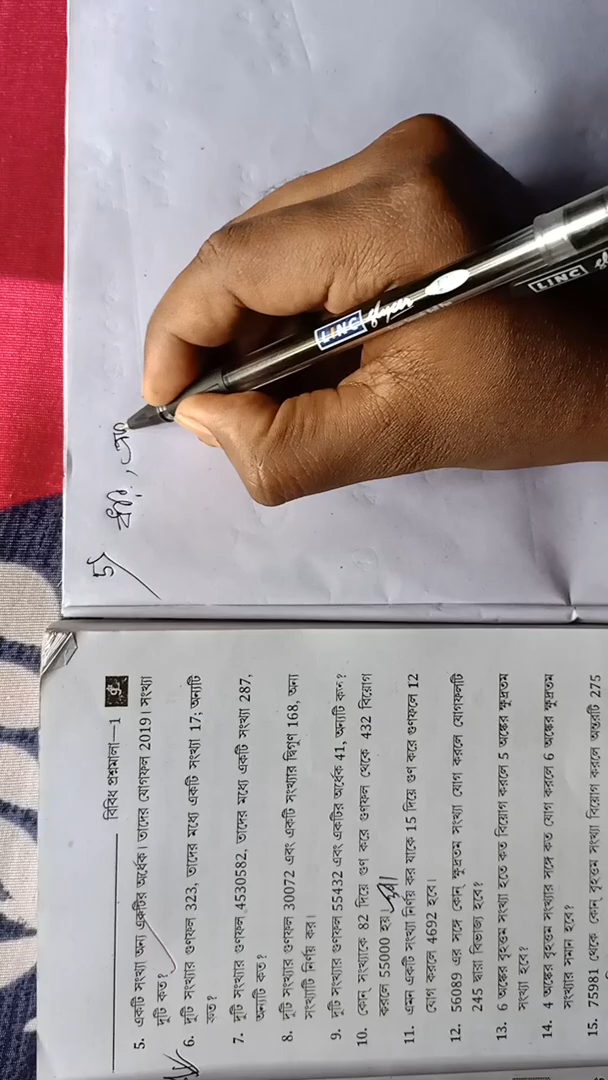 বিবিধ প্রশ্নমালা—1
5. একটি সংখ্যা অন্য একটির অর্ধেক। তাদের যোগফল 2019। সংখ্যা
দুটি কত?
6. দুটি সংখ্যার গুণফল 323, তাদের মধ্যে একটি সংখ্যা 17; অন্যটি
কত?
7. দুটি সংখ্যার গুণফল 4530582, তাদের মধ্যে একটি সংখ্যা 287,
অন্যটি কত?
8. দুটি সংখ্যার গুণফল 30072 এবং একটি সংখ্যার দ্বিগুণ 168, অন্য
সংখ্যাটি নির্ণয় কর।
9. দুটি সংখ্যার গুণফল 55432 এবং একটির অর্ধেক 41, অন্যটি কত?
10. কোন্ সংখ্যাকে 82 দিয়ে গুণ করে গুণফল থেকে 432 বিয়োগ
করলে 55000 হয়
11. এমন একটি সংখ্যা নির্ণয় কর যাকে 15 দিয়ে গুণ করে গুণফলে 12
যোগ করলে 4692 হবে।
12. 56089 এর সঙ্গে কোন্ ক্ষুদ্রতম সংখ্যা যোগ করলে যোগফলটি
245 দ্বারা বিভাজ্য হবে?
13. 6 অঙ্কের বৃহত্তম সংখ্যা হতে কত বিয়োগ করলে 5 অঙ্কের ক্ষুদ্রতম
সংখ্যা হবে?
14. 4 অঙ্কের বৃহত্তম সংখ্যার সঙ্গে কত যোগ করলে 6 অঙ্কের ক্ষুদ্রতম
সংখ্যার সমান হবে?
15. 75981 থেকে কোন্ বৃহত্তম সংখ্যা বিয়োগ করলে অন্তরটি 275
5) ধরি,
LINC glycer
LINC